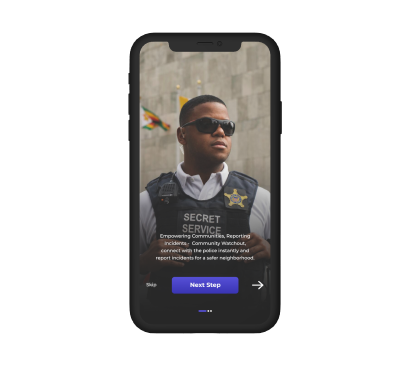 SECRET
SERVICE
Empowering Communities, Reporting
Incidents - Community Watchout,
connect with the police instantly and
report incidents for a safer neighborhood.
Skip
Next Step